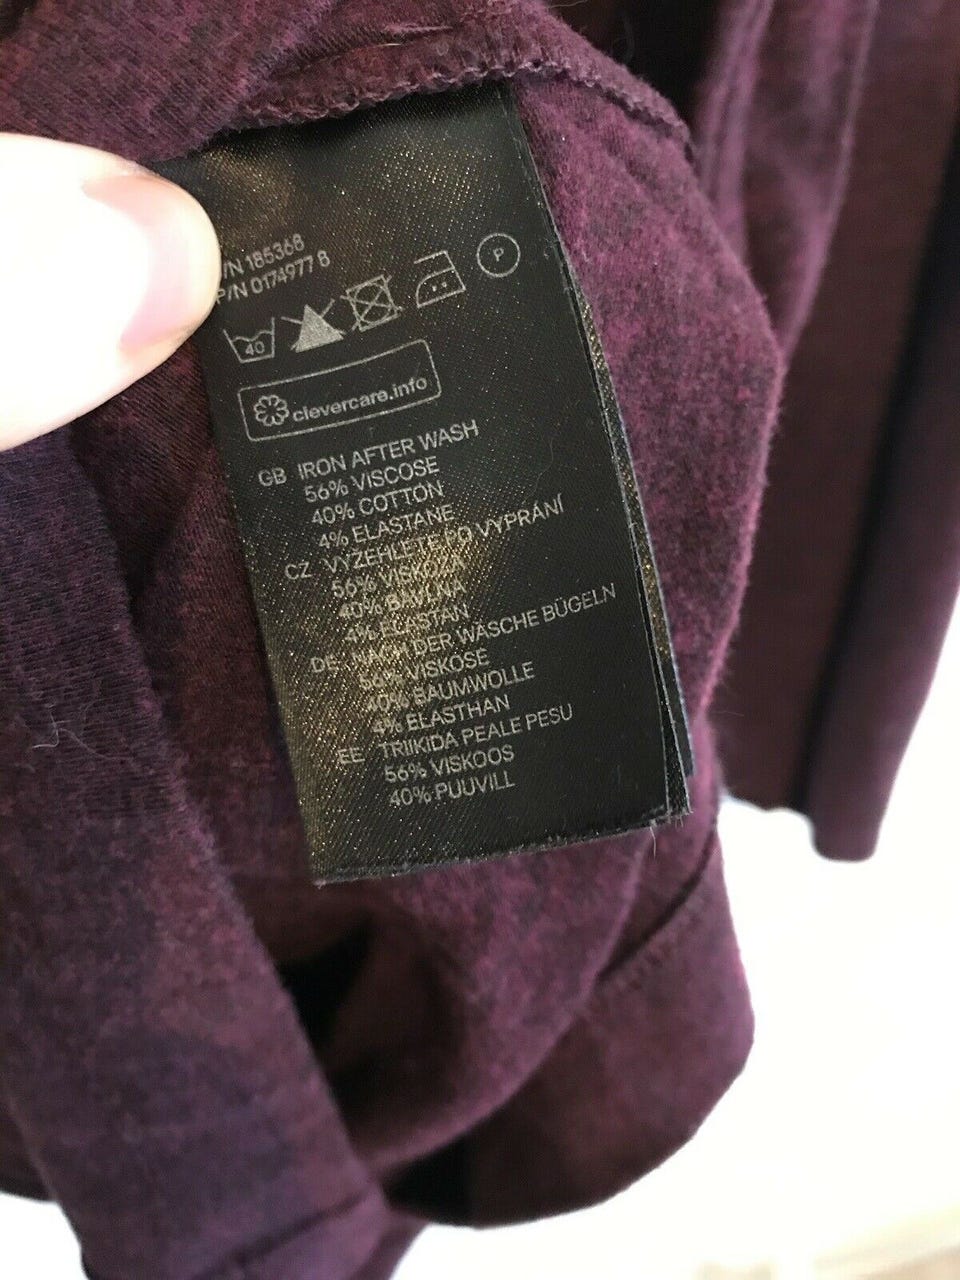 /N 185368
P/N 0174977 8
40
P
clevercare.info
GB IRON AFTER WASH
56% VISCOSE
40% COTTON
4% ELASTANE
CZ VYŽEHLETE PO VYPRÁNÍ
56% VISKÓZA
40% BAVLNA
4% ELASTAN
DE NACH DER WÄSCHE BÜGELN
56% VISKOSE
40% BAUMWOLLE
4% ELASTHAN
EE TRIIKIDA PEALE PESU
56% VISKOOS
40% PUUVILL